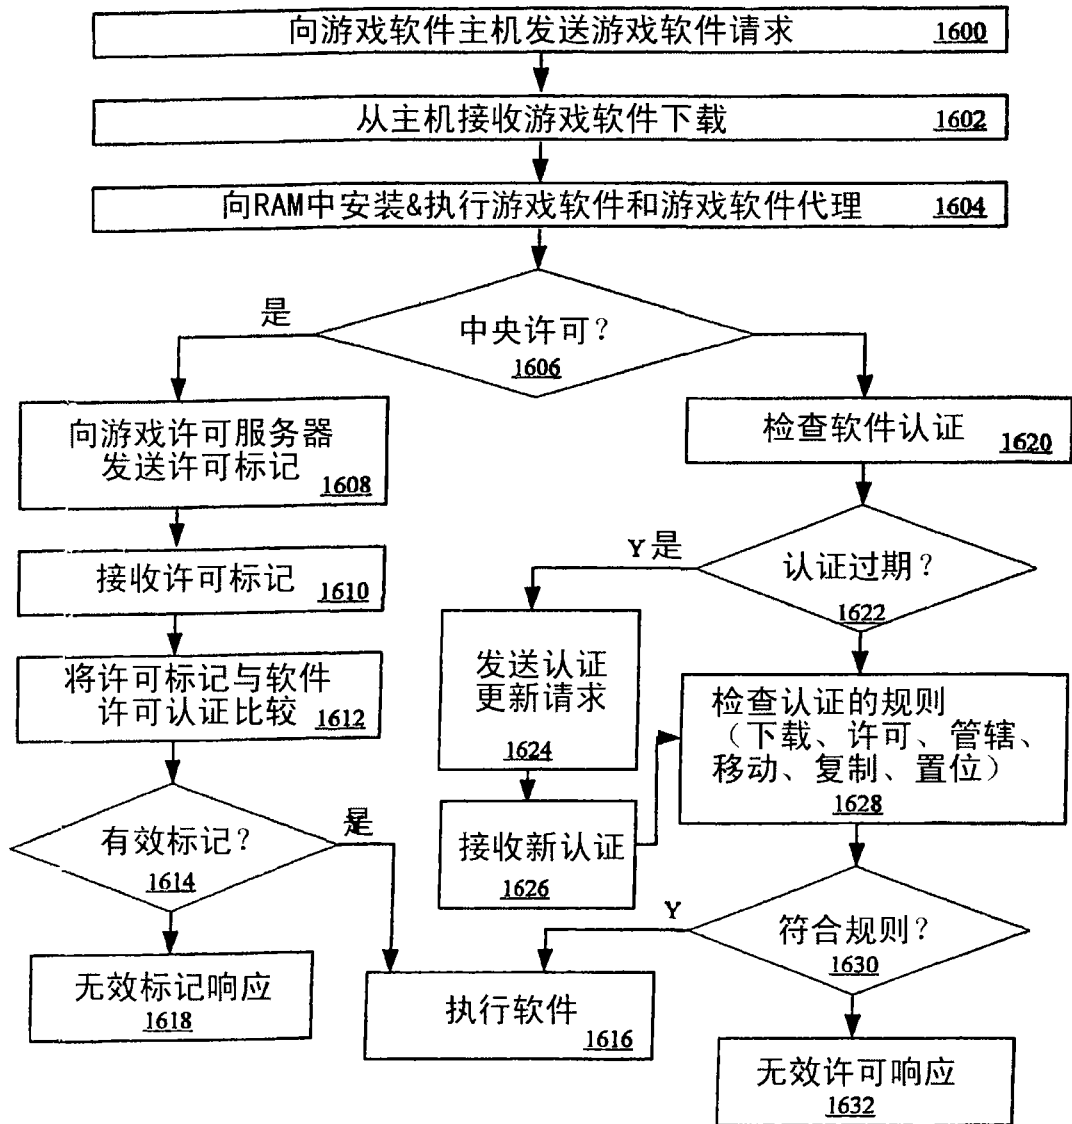 向游戏软件主机发送游戏软件请求 1600
从主机接收游戏软件下载 1602
向RAM中安装&执行游戏软件和游戏软件代理 1604
是
中央许可？
1606
向游戏许可服务器
发送许可标记
1608
接收许可标记 1610
将许可标记与软件
许可认证比较 1612
有效标记？
1614
是
无效标记响应
1618
检查软件认证 1620
Y 是
认证过期？
1622
发送认证
更新请求
1624
接收新认证
1626
检查认证的规则
（下载、许可、管辖、
移动、复制、置位）
1628
Y
符合规则？
1630
执行软件
1616
无效许可响应
1632